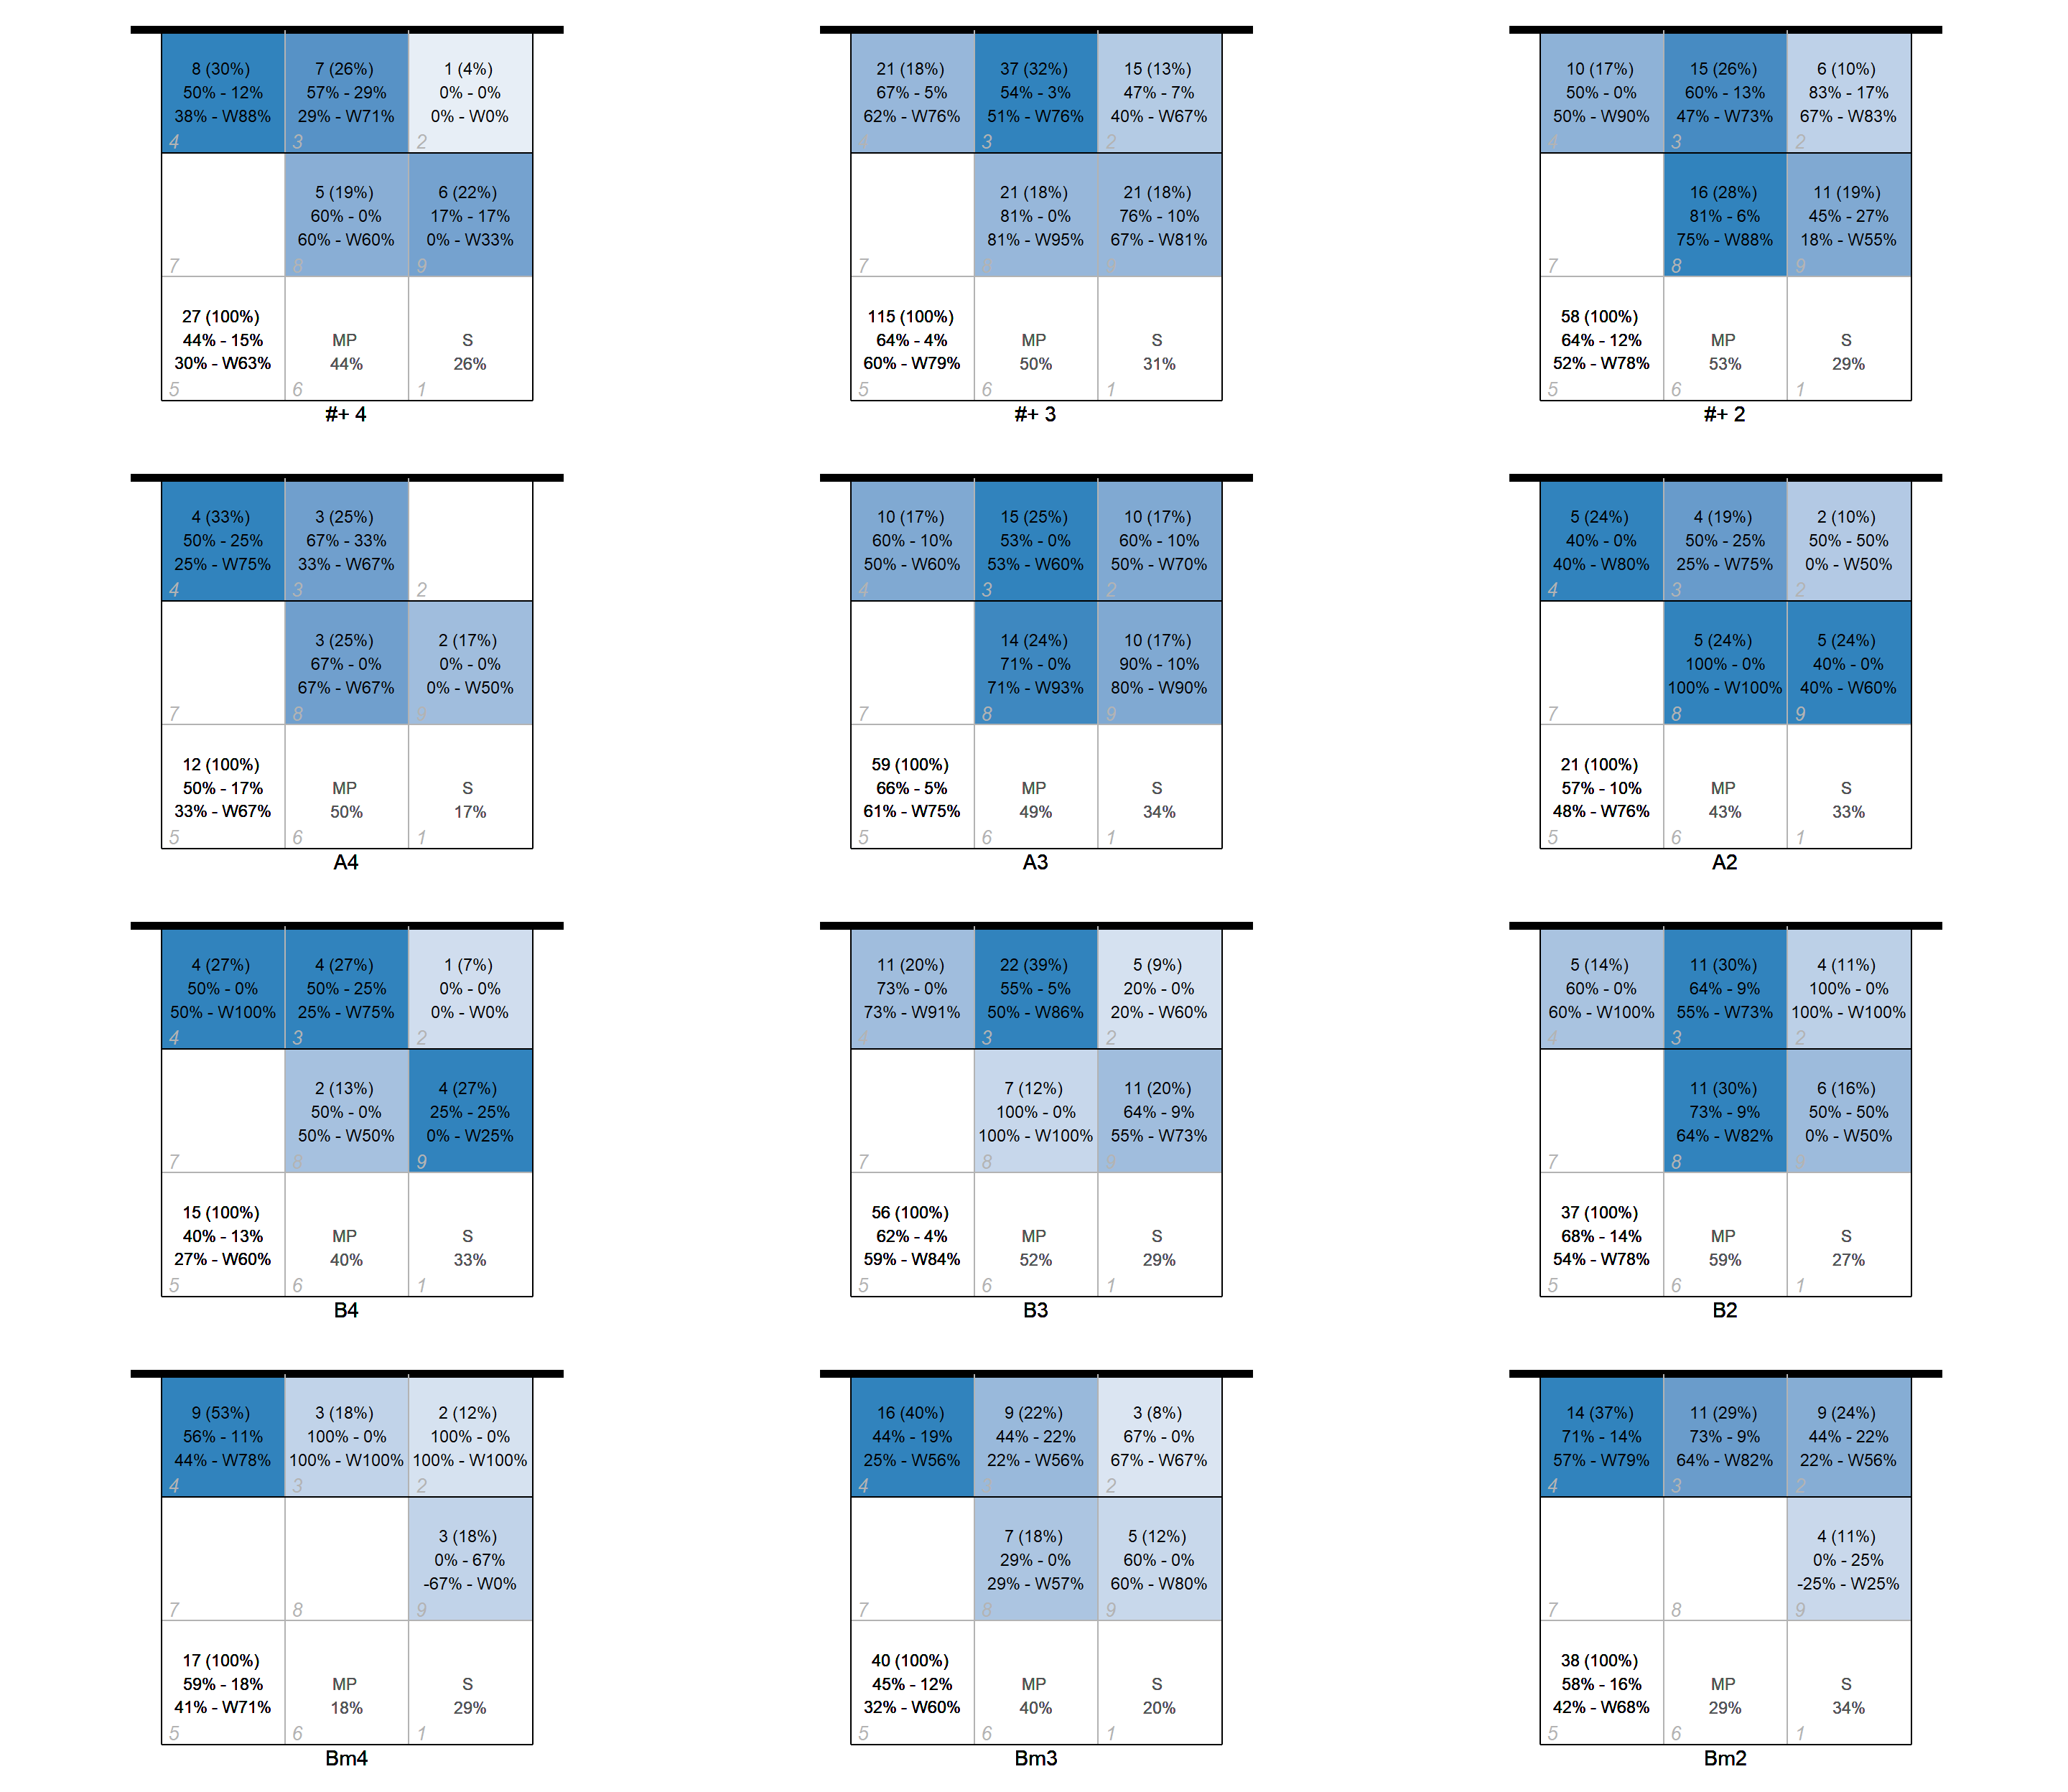 8 (30%)
50% - 12%
38% - W88%
4
7 (26%)
57% - 29%
29% - W71%
3
1 (4%)
0% - 0%
0% - W0%
2
7
5 (19%)
60% - 0%
60% - W60%
8
6 (22%)
17% - 17%
0% - W33%
9
27 (100%)
44% - 15%
30% - W63%
5
MP
44%
6
S
26%
1
#+ 4
21 (18%)
67% - 5%
62% - W76%
4
37 (32%)
54% - 3%
51% - W76%
3
15 (13%)
47% - 7%
40% - W67%
2
7
21 (18%)
81% - 0%
81% - W95%
8
21 (18%)
76% - 10%
67% - W81%
9
115 (100%)
64% - 4%
60% - W79%
5
MP
50%
6
S
31%
1
#+ 3
10 (17%)
50% - 0%
50% - W90%
4
15 (26%)
60% - 13%
47% - W73%
3
6 (10%)
83% - 17%
67% - W83%
2
7
16 (28%)
81% - 6%
75% - W88%
8
11 (19%)
45% - 27%
18% - W55%
9
58 (100%)
64% - 12%
52% - W78%
5
MP
53%
6
S
29%
1
#+ 2
4 (33%)
50% - 25%
25% - W75%
4
3 (25%)
67% - 33%
33% - W67%
3
2
7
3 (25%)
67% - 0%
67% - W67%
8
2 (17%)
0% - 0%
0% - W50%
9
12 (100%)
50% - 17%
33% - W67%
5
MP
50%
6
S
17%
1
A4
10 (17%)
60% - 10%
50% - W60%
4
15 (25%)
53% - 0%
53% - W60%
3
10 (17%)
60% - 10%
50% - W70%
2
7
14 (24%)
71% - 0%
71% - W93%
8
10 (17%)
90% - 10%
80% - W90%
9
59 (100%)
66% - 5%
61% - W75%
5
MP
49%
6
S
34%
1
A3
5 (24%)
40% - 0%
40% - W80%
4
4 (19%)
50% - 25%
25% - W75%
3
2 (10%)
50% - 50%
0% - W50%
2
7
5 (24%)
100% - 0%
100% - W100%
8
5 (24%)
40% - 0%
40% - W60%
9
21 (100%)
57% - 10%
48% - W76%
5
MP
43%
6
S
33%
1
A2
4 (27%)
50% - 0%
50% - W100%
4
4 (27%)
50% - 25%
25% - W75%
3
1 (7%)
0% - 0%
0% - W0%
2
7
2 (13%)
50% - 0%
50% - W50%
8
4 (27%)
25% - 25%
0% - W25%
9
15 (100%)
40% - 13%
27% - W60%
5
MP
40%
6
S
33%
1
B4
11 (20%)
73% - 0%
73% - W91%
4
22 (39%)
55% - 5%
50% - W86%
3
5 (9%)
20% - 0%
20% - W60%
2
7
7 (12%)
100% - 0%
100% - W100%
8
11 (20%)
64% - 9%
55% - W73%
9
56 (100%)
62% - 4%
59% - W84%
5
MP
52%
6
S
29%
1
B3
5 (14%)
60% - 0%
60% - W100%
4
11 (30%)
64% - 9%
55% - W73%
3
4 (11%)
100% - 0%
100% - W100%
2
7
11 (30%)
73% - 9%
64% - W82%
8
6 (16%)
50% - 50%
0% - W50%
9
37 (100%)
68% - 14%
54% - W78%
5
MP
59%
6
S
27%
1
B2
9 (53%)
56% - 11%
44% - W78%
4
3 (18%)
100% - 0%
100% - W100%
3
2 (12%)
100% - 0%
100% - W100%
2
7
8
3 (18%)
0% - 67%
-67% - W0%
9
17 (100%)
59% - 18%
41% - W71%
5
MP
18%
6
S
29%
1
Bm4
16 (40%)
44% - 19%
25% - W56%
4
9 (22%)
44% - 22%
22% - W56%
3
3 (8%)
67% - 0%
67% - W67%
2
7
7 (18%)
29% - 0%
29% - W57%
8
5 (12%)
60% - 0%
60% - W80%
9
40 (100%)
45% - 12%
32% - W60%
5
MP
40%
6
S
20%
1
Bm3
14 (37%)
71% - 14%
57% - W79%
4
11 (29%)
73% - 9%
64% - W82%
3
9 (24%)
44% - 22%
22% - W56%
2
7
8
4 (11%)
0% - 25%
-25% - W25%
9
38 (100%)
58% - 16%
42% - W68%
5
MP
29%
6
S
34%
1
Bm2